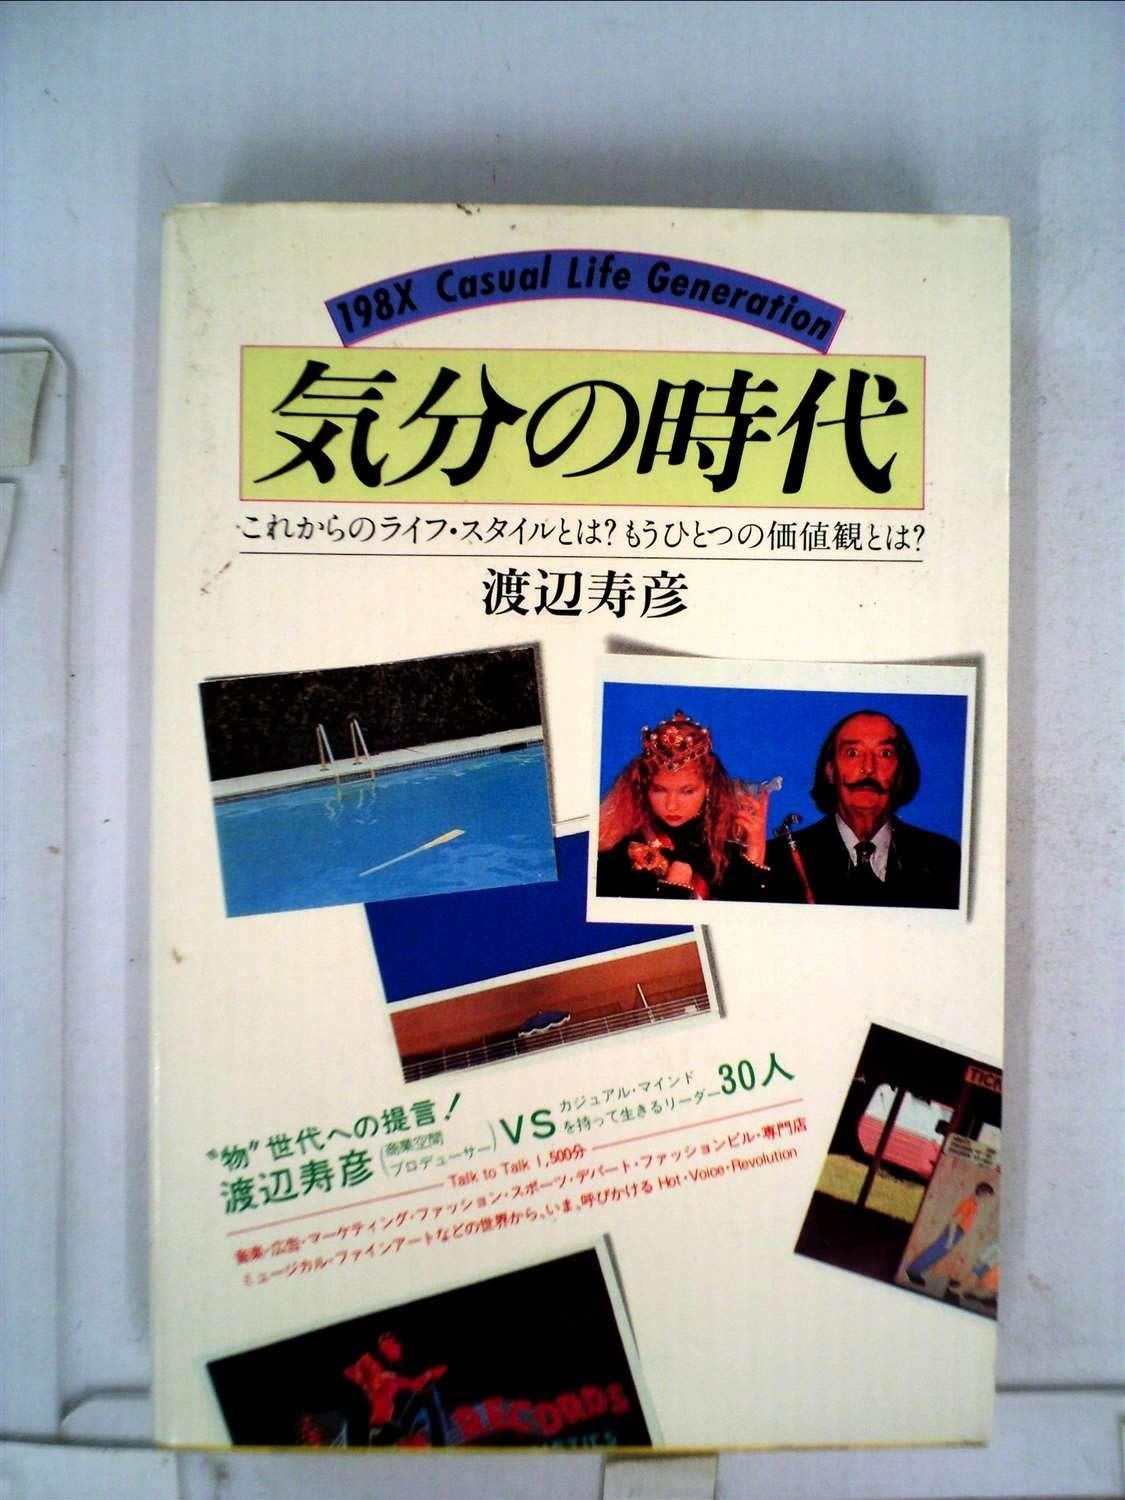 198X Casual Life Generation
気分の時代
これからのライフ・スタイルとは?もうひとつの価値観とは?
渡辺寿彦
"物"世代への提言!
渡辺寿彦(商業空間プロデューサー)VSカジュアル・マインドを持って生きるリーダー30人
Talk to Talk 1,500分
音楽・広告・マーケティング・ファッション・スポーツ・デパート・ファッションビル・専門店
ミュージカル・ファインアートなどの世界から、いま、呼びかける Hot・Voice・Revolution
TICK
RECORDS